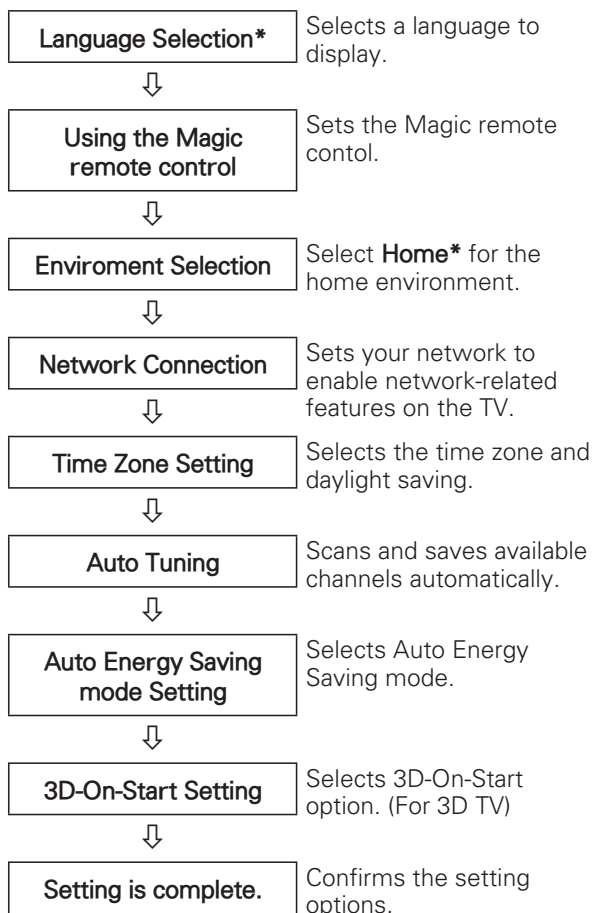 Language Selection*
Selects a language to
display.
⇩
Using the Magic
remote control
Sets the Magic remote
contol.
⇩
Enviroment Selection
Select Home* for the
home environment.
⇩
Network Connection
Sets your network to
enable network-related
features on the TV.
⇩
Time Zone Setting
Selects the time zone and
daylight saving.
⇩
Auto Tuning
Scans and saves available
channels automatically.
⇩
Auto Energy Saving
mode Setting
Selects Auto Energy
Saving mode.
⇩
3D-On-Start Setting
Selects 3D-On-Start
option. (For 3D TV)
⇩
Setting is complete.
Confirms the setting
options.